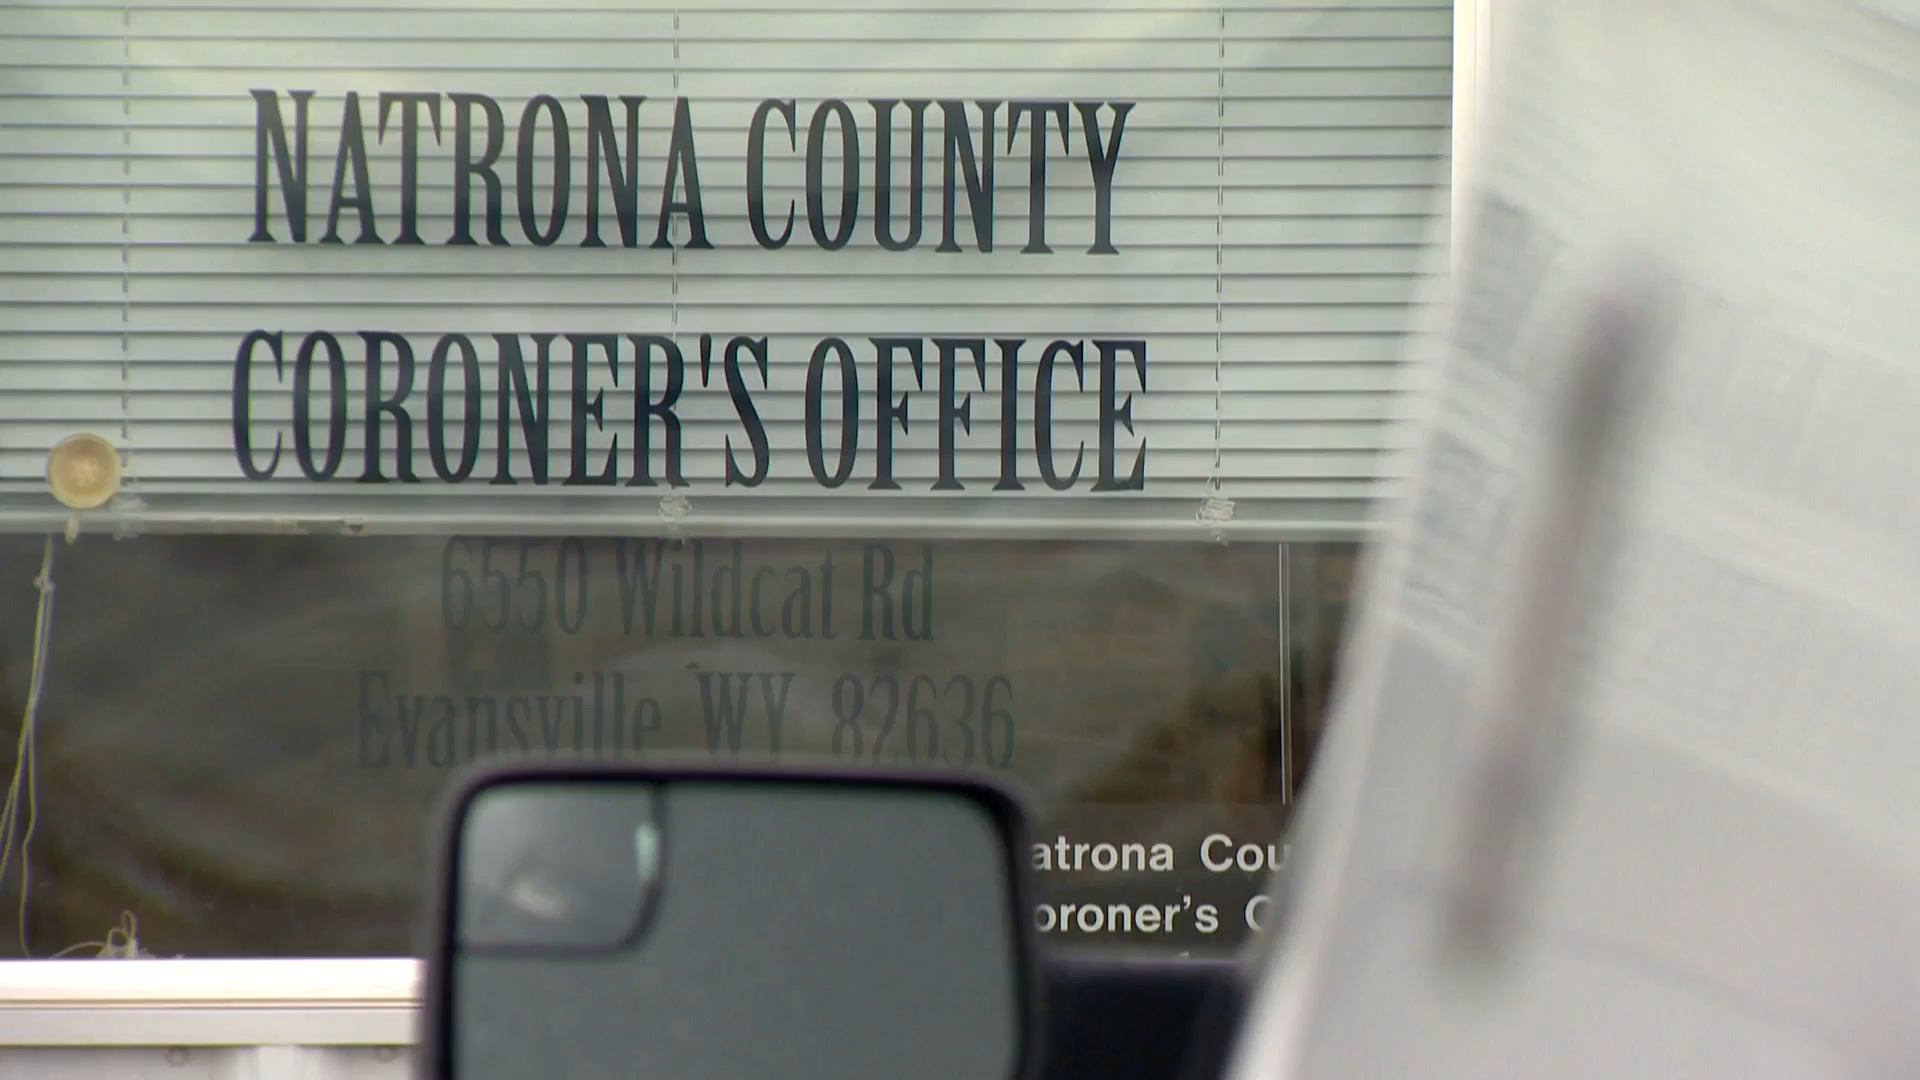 NATRONA COUNTY
CORONER'S OFFICE
6550 Wildcat Rd
Evansville WY 82636
atrona Cou
oroner's